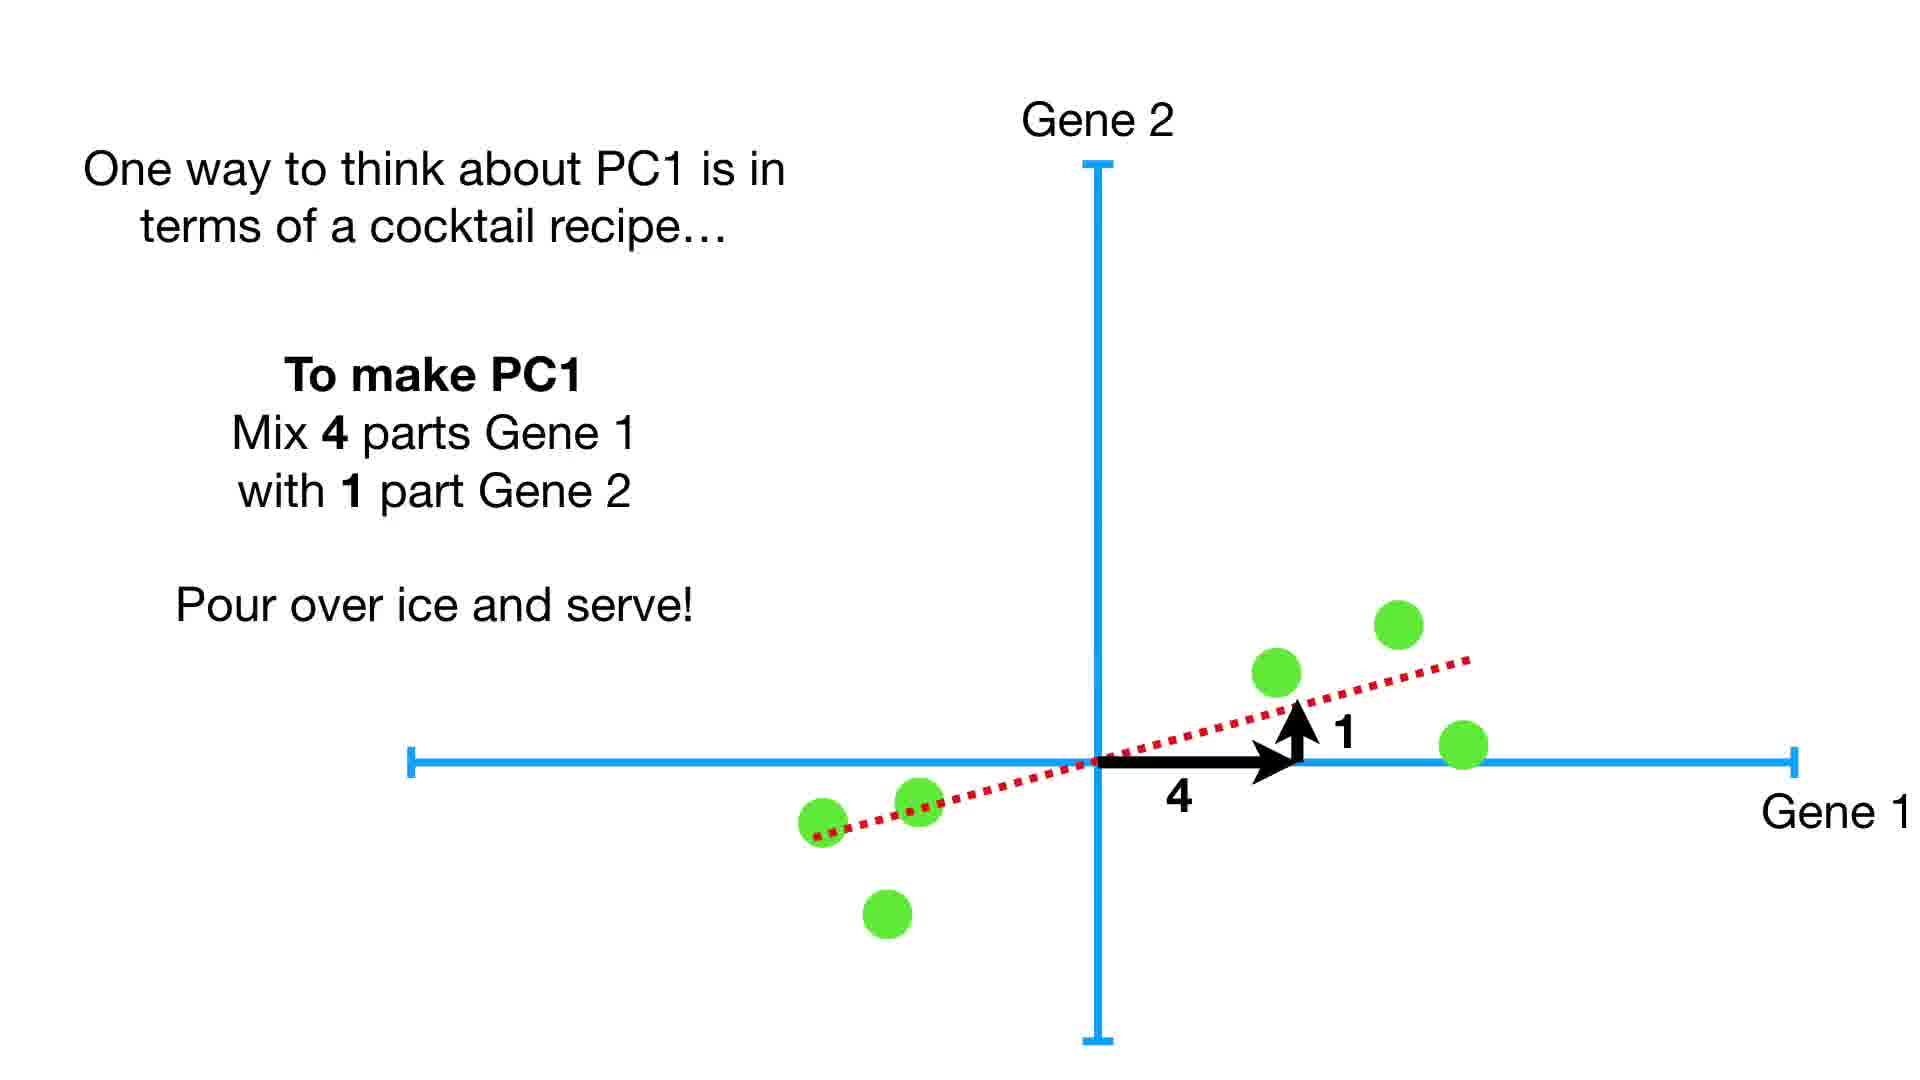 One way to think about PC1 is in
terms of a cocktail recipe…
To make PC1
Mix 4 parts Gene 1
with 1 part Gene 2
Pour over ice and serve!
Gene 2
1
4
Gene 1